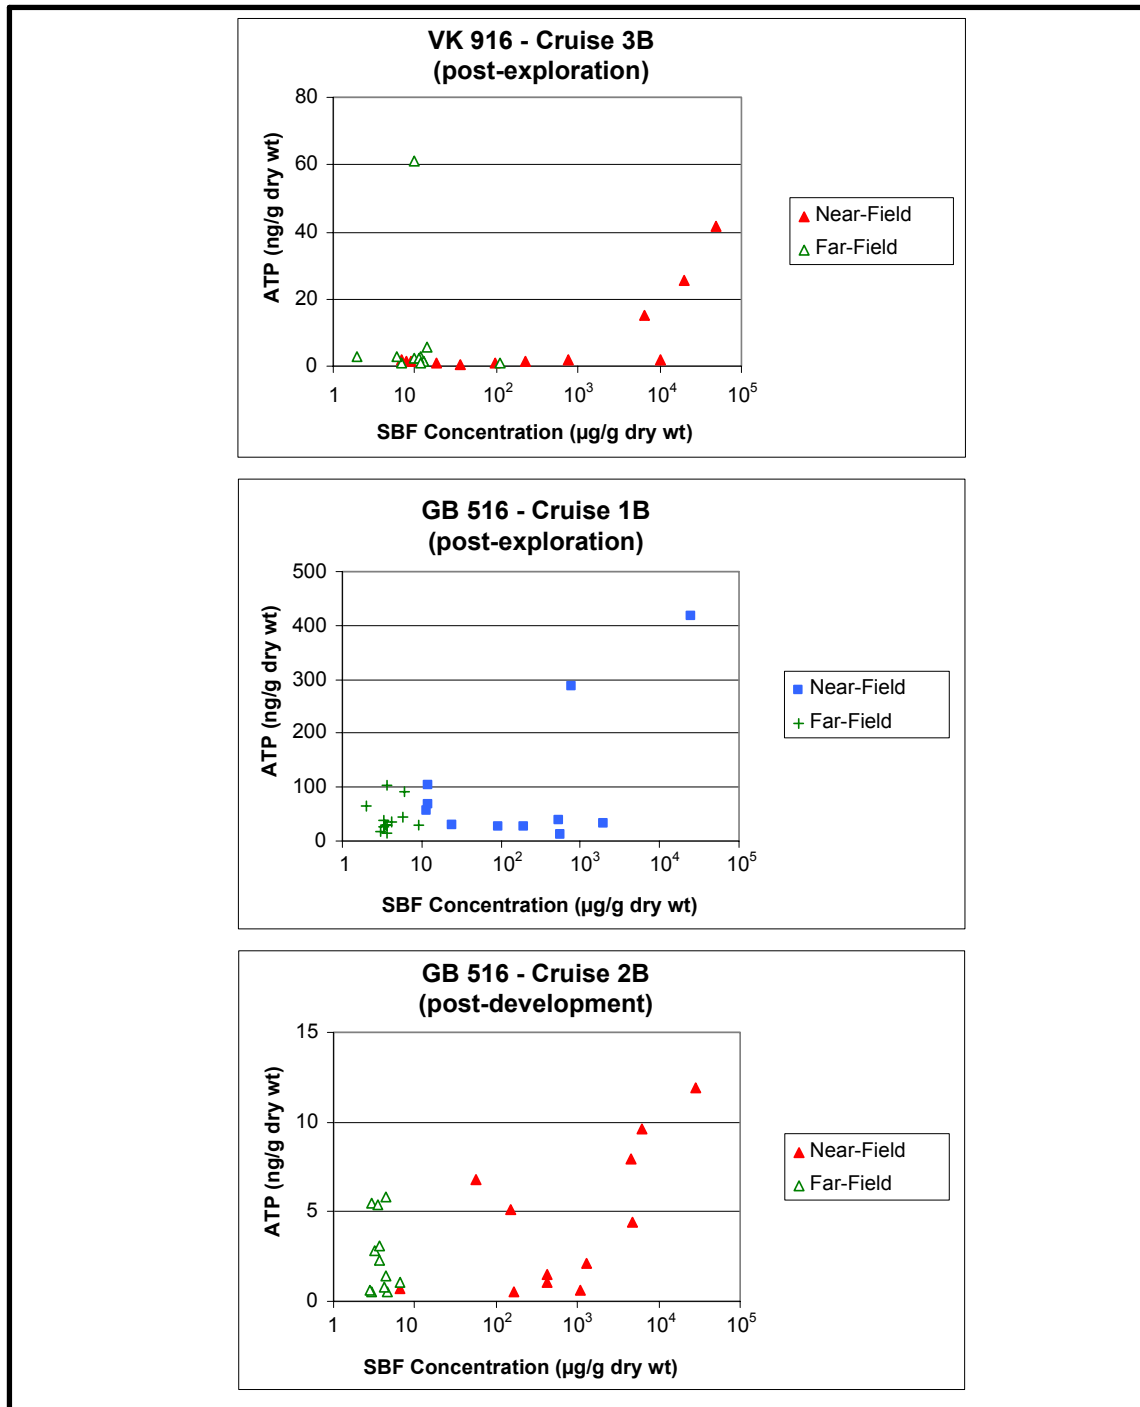 VK 916 - Cruise 3B
(post-exploration)
80
60
40
20
0
ATP (ng/g dry wt)
1 10 10² 10³ 10⁴ 10⁵
SBF Concentration (µg/g dry wt)
Near-Field
Far-Field
GB 516 - Cruise 1B
(post-exploration)
500
400
300
200
100
0
ATP (ng/g dry wt)
1 10 10² 10³ 10⁴ 10⁵
SBF Concentration (µg/g dry wt)
Near-Field
Far-Field
GB 516 - Cruise 2B
(post-development)
15
10
5
0
ATP (ng/g dry wt)
1 10 10² 10³ 10⁴ 10⁵
SBF Concentration (µg/g dry wt)
Near-Field
Far-Field